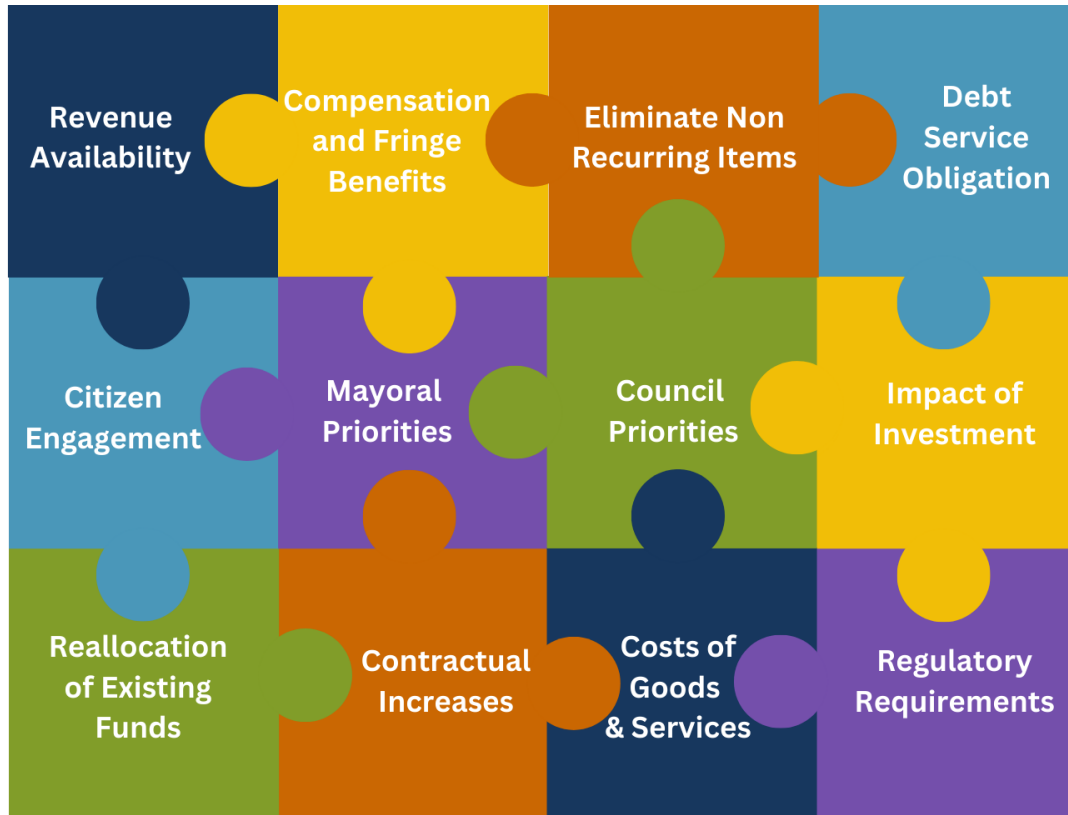 Revenue
Availability
Compensation
and Fringe
Benefits
Eliminate Non
Recurring Items
Debt
Service
Obligation
Citizen
Engagement
Mayoral
Priorities
Council
Priorities
Impact of
Investment
Reallocation
of Existing
Funds
Contractual
Increases
Costs of
Goods
& Services
Regulatory
Requirements